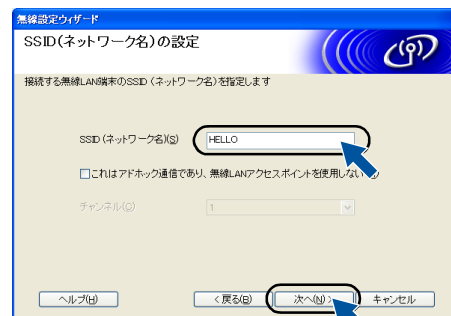 無線設定ウィザード
SSID(ネットワーク名)の設定
接続する無線LAN端末のSSID (ネットワーク名)を指定します
SSID (ネットワーク名)(S)
HELLO
これはアドホック通信であり、無線LANアクセスポイントを使用しない
チャンネル(C)
1
ヘルプ(H)
< 戻る(B)
次へ(N) >
キャンセル